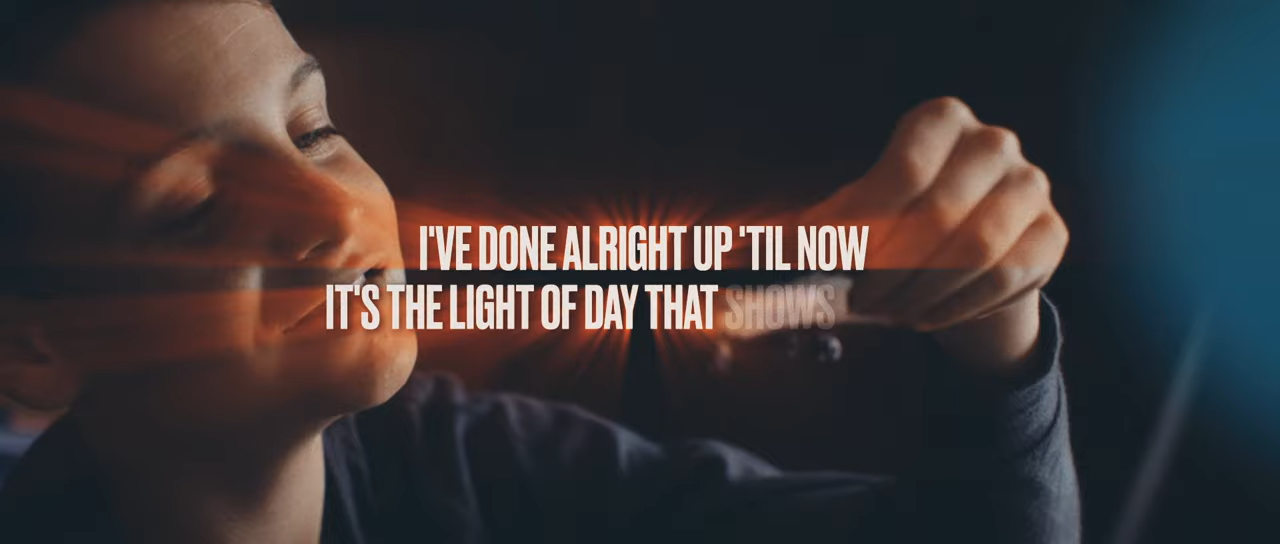 I'VE DONE ALRIGHT UP 'TIL NOW
IT'S THE LIGHT OF DAY THAT SHOWS